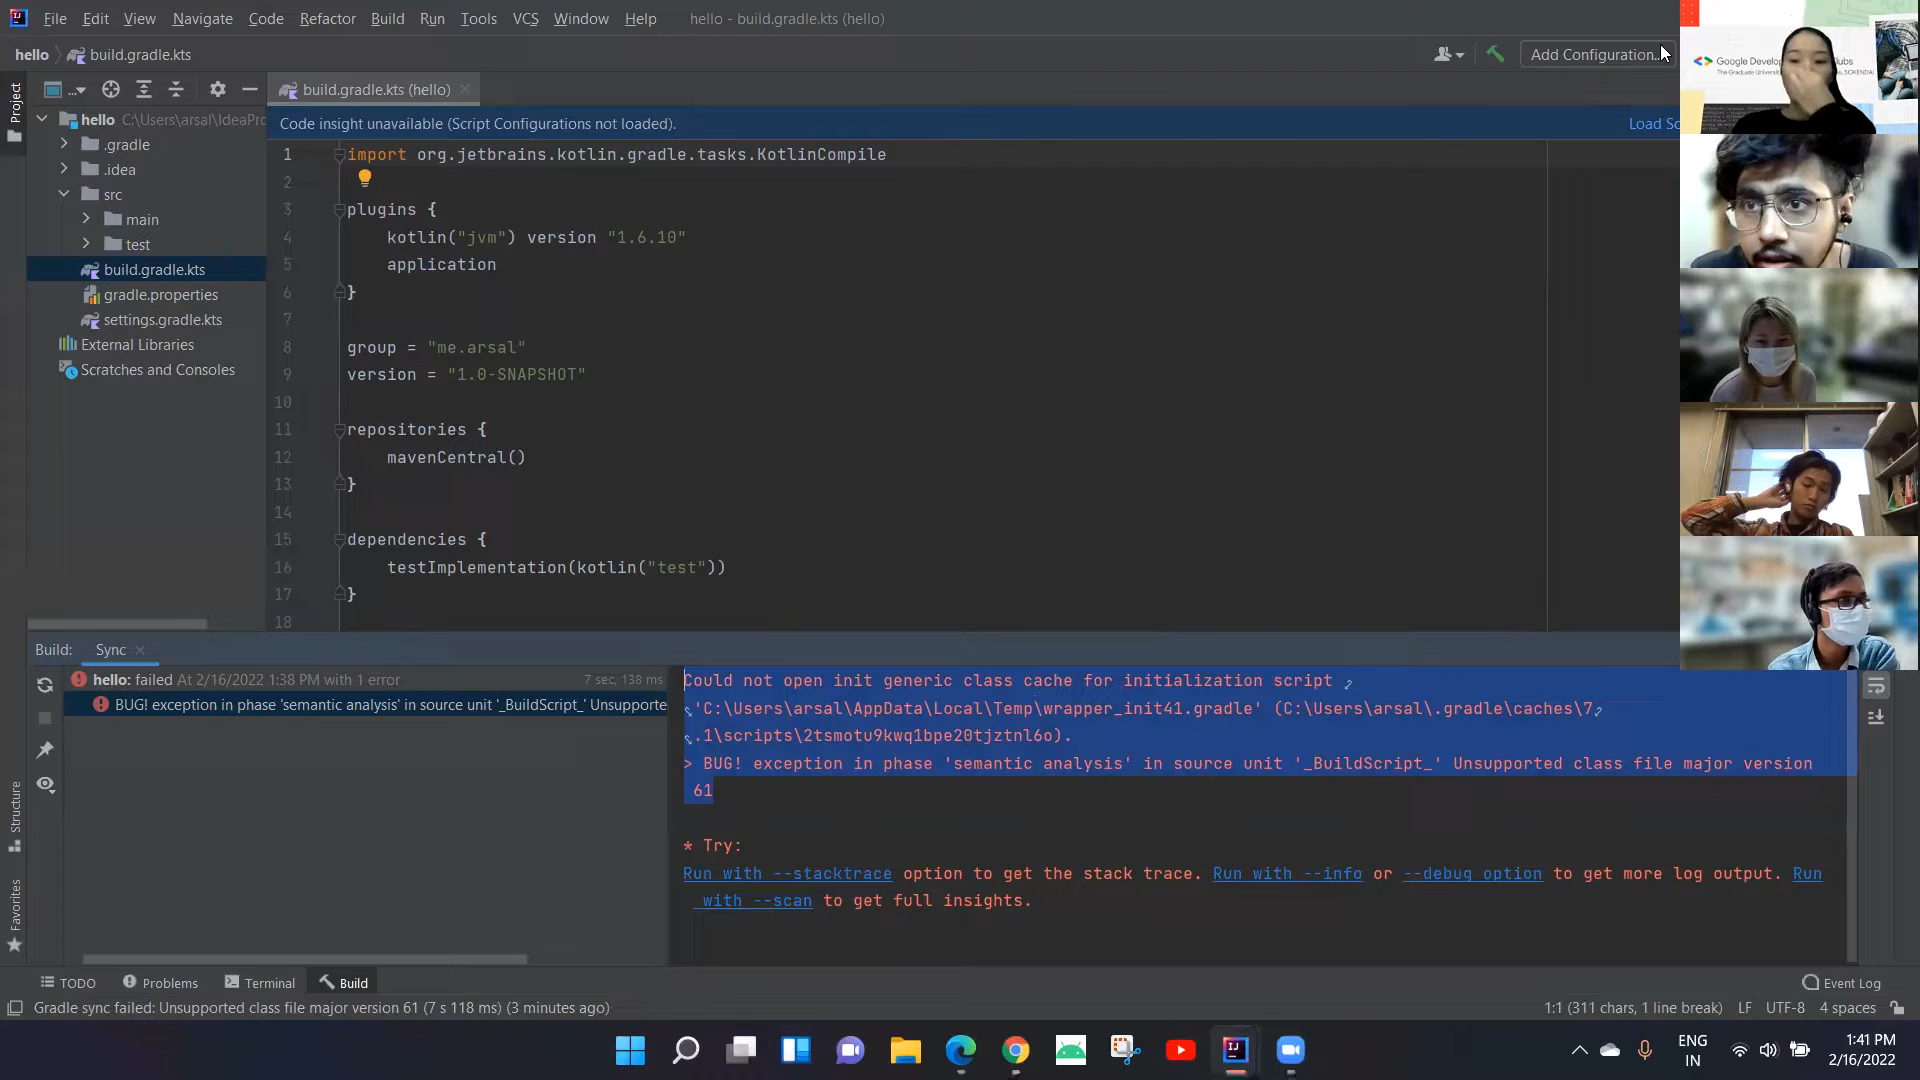 File Edit View Navigate Code Refactor Build Run Tools VCS Window Help hello - build.gradle.kts (hello)
hello build.gradle.kts
Add Configuration...
Project
build.gradle.kts (hello)
hello C:\Users\arsal\IdeaPro
.gradle
.idea
src
main
test
build.gradle.kts
gradle.properties
settings.gradle.kts
External Libraries
Scratches and Consoles
Code insight unavailable (Script Configurations not loaded). Load Sc
1 import org.jetbrains.kotlin.gradle.tasks.KotlinCompile
2
3 plugins {
4 kotlin("jvm") version "1.6.10"
5 application
6 }
7
8 group = "me.arsal"
9 version = "1.0-SNAPSHOT"
10
11 repositories {
12 mavenCentral()
13 }
14
15 dependencies {
16 testImplementation(kotlin("test"))
17 }
18
Google Develop lubs
The Graduate Universi SOKENDAI
Build: Sync
hello: failed At 2/16/2022 1:38 PM with 1 error 7 sec, 138 ms
BUG! exception in phase 'semantic analysis' in source unit '_BuildScript_' Unsupporte
Could not open init generic class cache for initialization script
'C:\Users\arsal\AppData\Local\Temp\wrapper_init41.gradle' (C:\Users\arsal\.gradle\caches\7
.1\scripts\2tsmotu9kwq1bpe20tjztnl6o).
> BUG! exception in phase 'semantic analysis' in source unit '_BuildScript_' Unsupported class file major version
61
* Try:
Run with --stacktrace option to get the stack trace. Run with --info or --debug option to get more log output. Run
with --scan to get full insights.
Structure
Favorites
TODO Problems Terminal Build Event Log
Gradle sync failed: Unsupported class file major version 61 (7 s 118 ms) (3 minutes ago) 1:1 (311 chars, 1 line break) LF UTF-8 4 spaces
ENG
IN
1:41 PM
2/16/2022